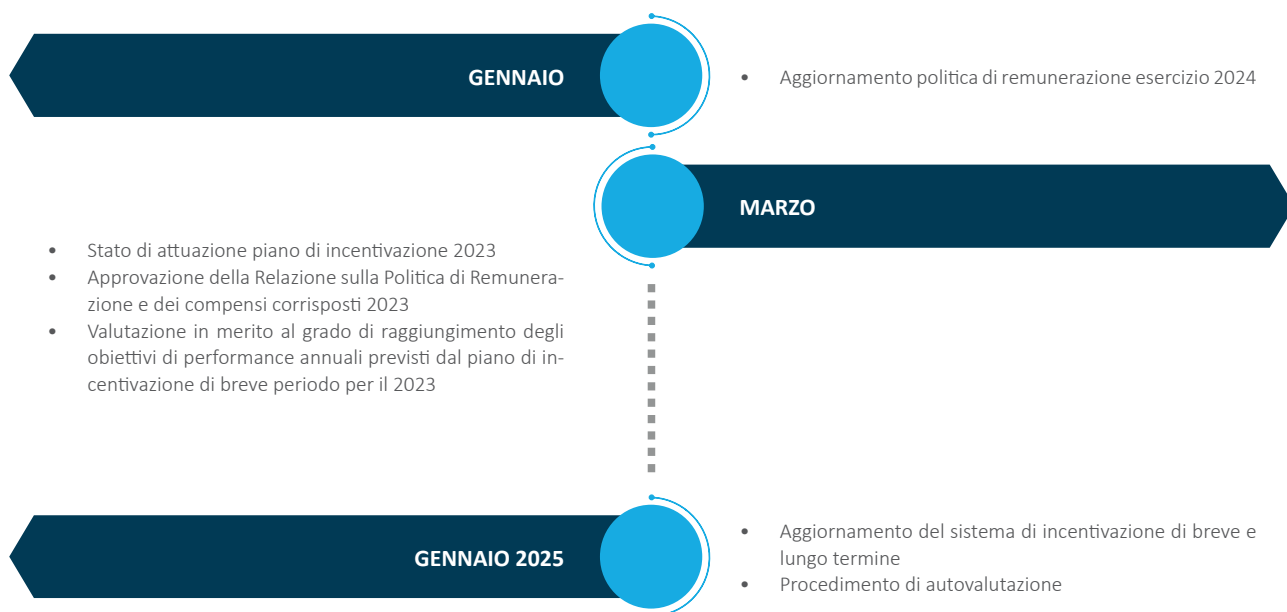 GENNAIO
• Aggiornamento politica di remunerazione esercizio 2024
MARZO
• Stato di attuazione piano di incentivazione 2023
• Approvazione della Relazione sulla Politica di Remunera-
zione e dei compensi corrisposti 2023
• Valutazione in merito al grado di raggiungimento degli
obiettivi di performance annuali previsti dal piano di in-
centivazione di breve periodo per il 2023
GENNAIO 2025
• Aggiornamento del sistema di incentivazione di breve e
lungo termine
• Procedimento di autovalutazione